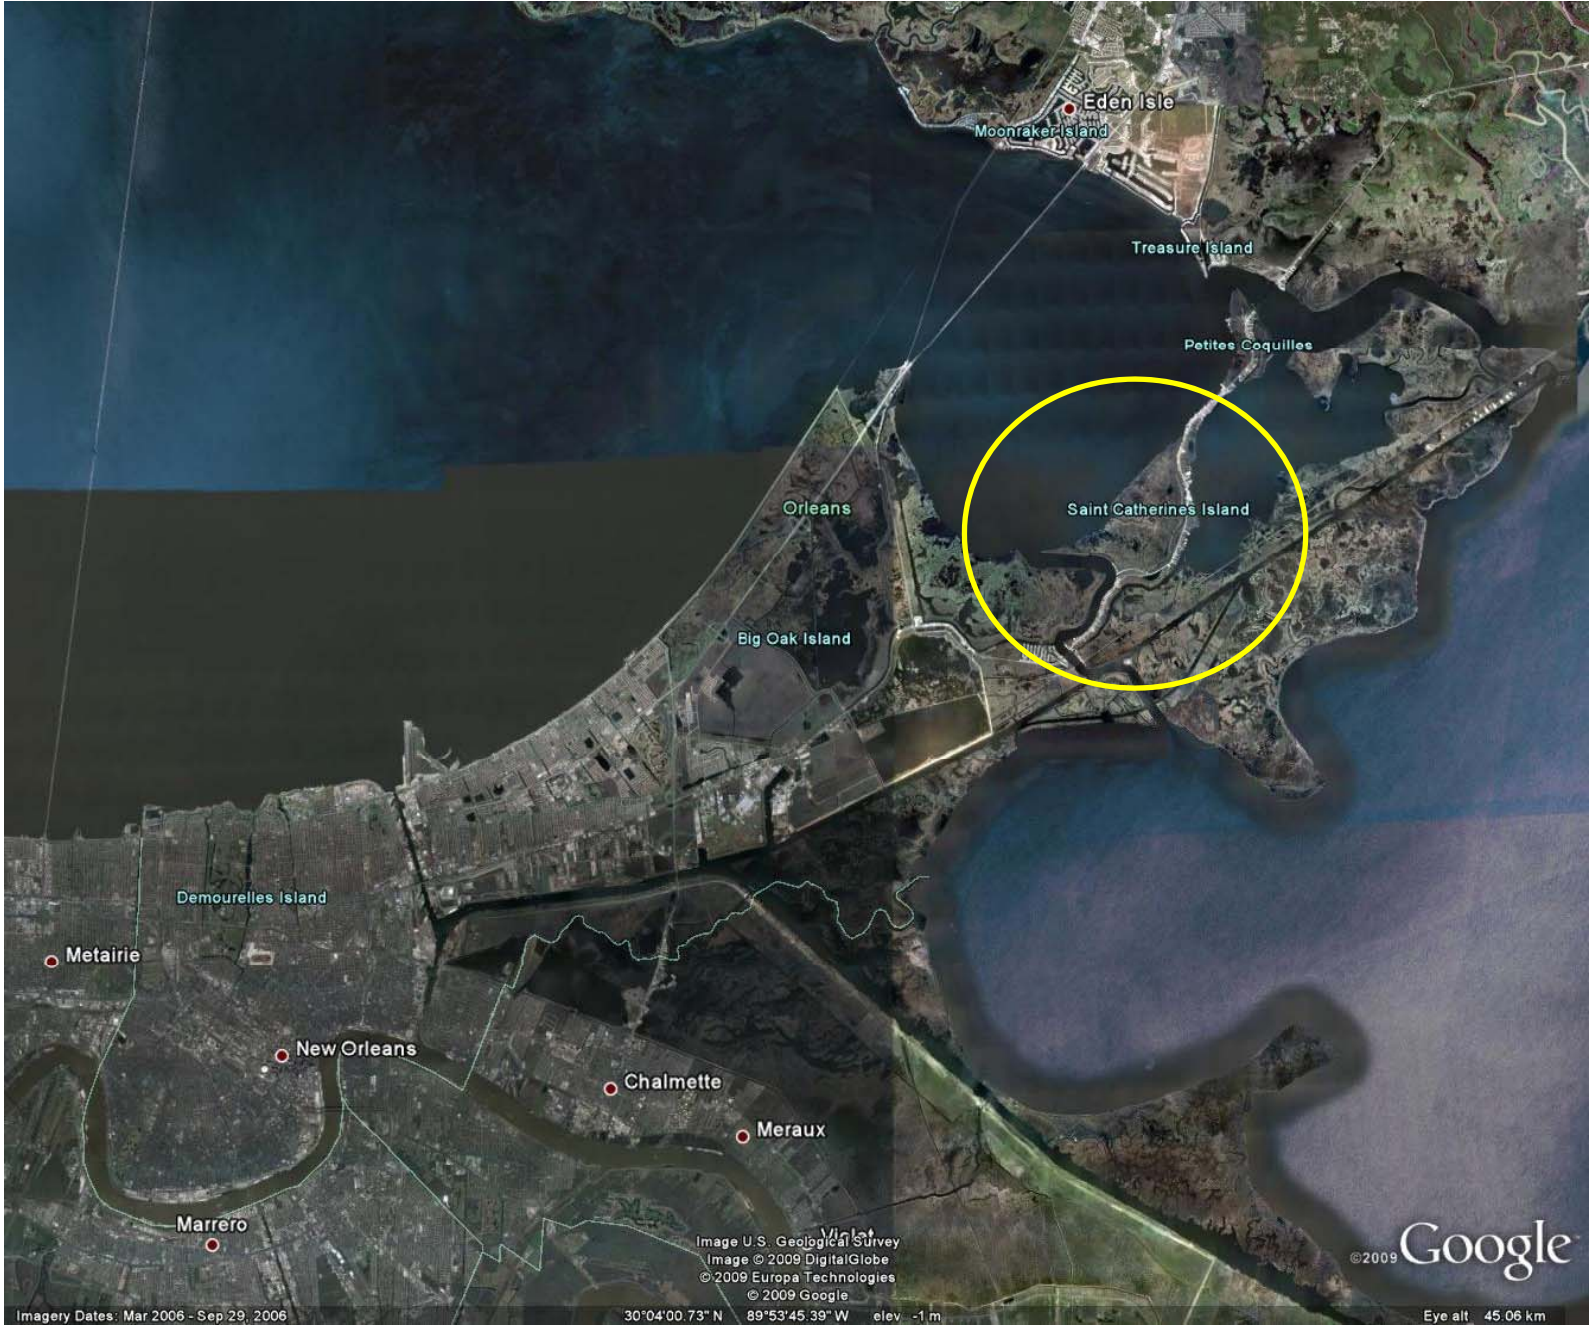 Eden Isle
Moonraker Island
Treasure Island
Petites Coquilles
Orleans
Saint Catherines Island
Big Oak Island
Demourelles Island
Metairie
New Orleans
Chalmette
Meraux
Marrero
Violet
Image U.S. Geological Survey
Image © 2009 DigitalGlobe
© 2009 Europa Technologies
© 2009 Google
©2009 Google
Imagery Dates: Mar 2006 - Sep 29, 2006
30°04'00.73" N 89°53'45.39" W elev -1 m
Eye alt 45.06 km